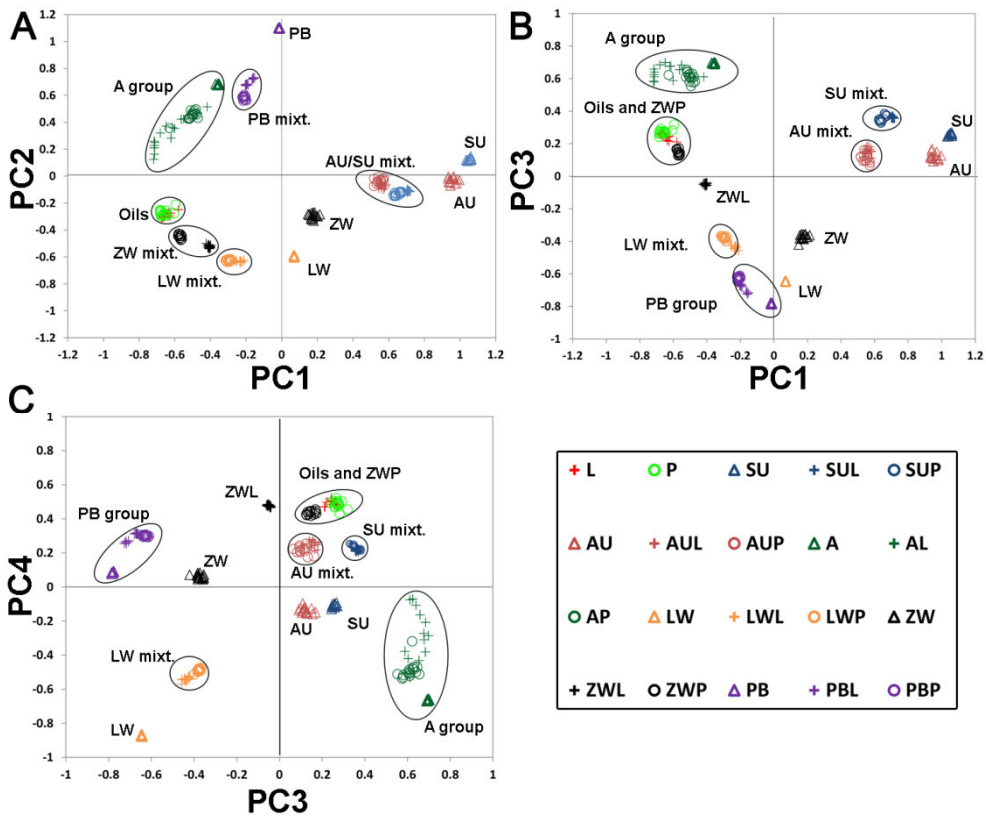 A
1.2
1
0.8
0.6
0.4
0.2
0
-0.2
-0.4
-0.6
-0.8
-1
1.2
PC2
-1.2 -1 -0.8 -0.6 -0.4 -0.2 0 0.2 0.4 0.6 0.8 1 1.2
PC1
PB
A group
PB mixt.
AU/SU mixt.
SU
AU
Oils
ZW
ZW mixt.
LW
LW mixt.
B
1
0.8
0.6
0.4
0.2
0
-0.2
-0.4
-0.6
-0.8
-1
PC3
-1.2 -1 -0.8 -0.6 -0.4 -0.2 0 0.2 0.4 0.6 0.8 1 1.2
PC1
A group
SU mixt.
Oils and ZWP
AU mixt.
SU
AU
ZWL
LW mixt.
ZW
LW
PB group
C
1
0.8
0.6
0.4
0.2
0
-0.2
-0.4
-0.6
-0.8
-1
PC4
-1 -0.8 -0.6 -0.4 -0.2 0 0.2 0.4 0.6 0.8 1
PC3
Oils and ZWP
ZWL
PB group
SU mixt.
ZW
AU mixt.
AU
SU
LW mixt.
LW
A group
L P SU SUL SUP
AU AUL AUP A AL
AP LW LWL LWP ZW
ZWL ZWP PB PBL PBP